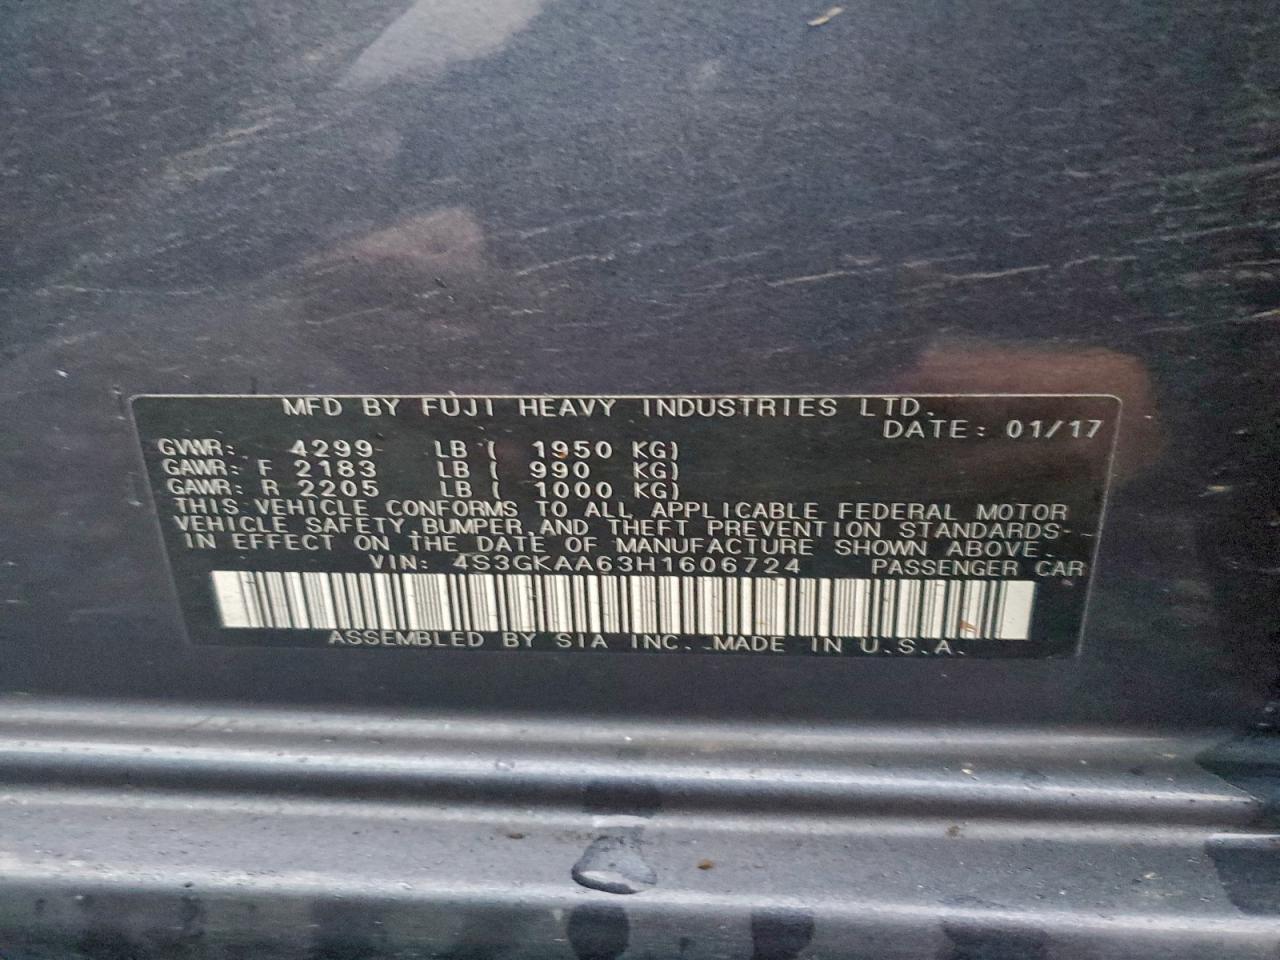 MFD BY FUJI HEAVY INDUSTRIES LTD.
DATE: 01/17
GVWR: 4299 LB ( 1950 KG)
GAWR: F 2183 LB ( 990 KG)
GAWR: R 2205 LB ( 1000 KG)
THIS VEHICLE CONFORMS TO ALL APPLICABLE FEDERAL MOTOR
VEHICLE SAFETY,BUMPER,AND THEFT PREVENTION STANDARDS
IN EFFECT ON THE DATE OF MANUFACTURE SHOWN ABOVE.
VIN: 4S3GKAA63H1606724 PASSENGER CAR
ASSEMBLED BY SIA INC. MADE IN U.S.A.